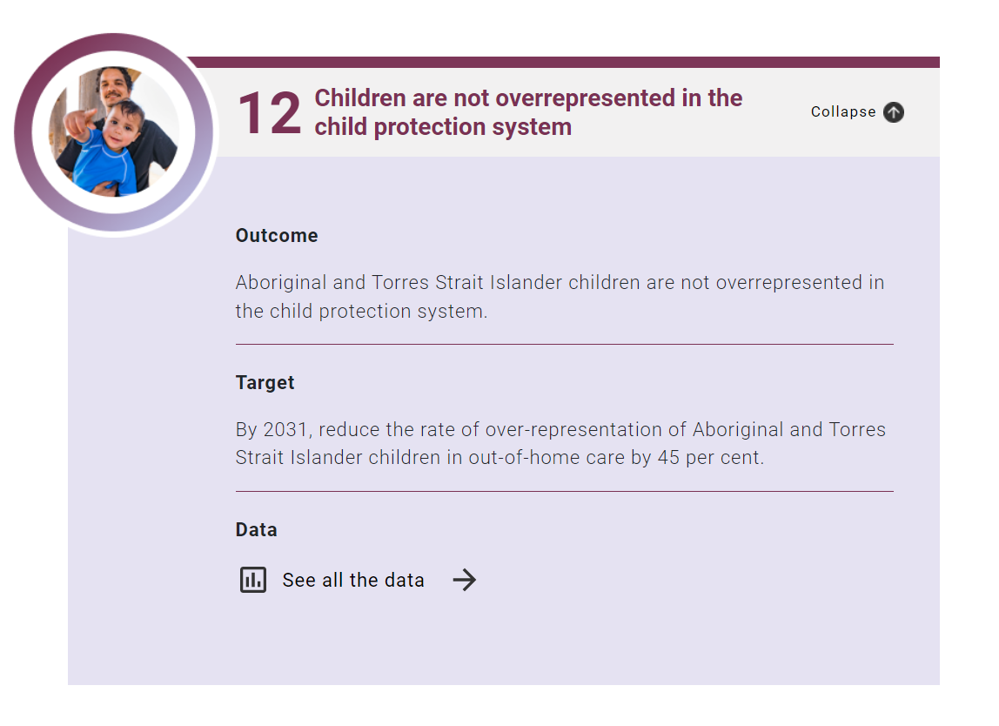 12
Children are not overrepresented in the
child protection system
Collapse
Outcome
Aboriginal and Torres Strait Islander children are not overrepresented in
the child protection system.
Target
By 2031, reduce the rate of over-representation of Aboriginal and Torres
Strait Islander children in out-of-home care by 45 per cent.
Data
See all the data